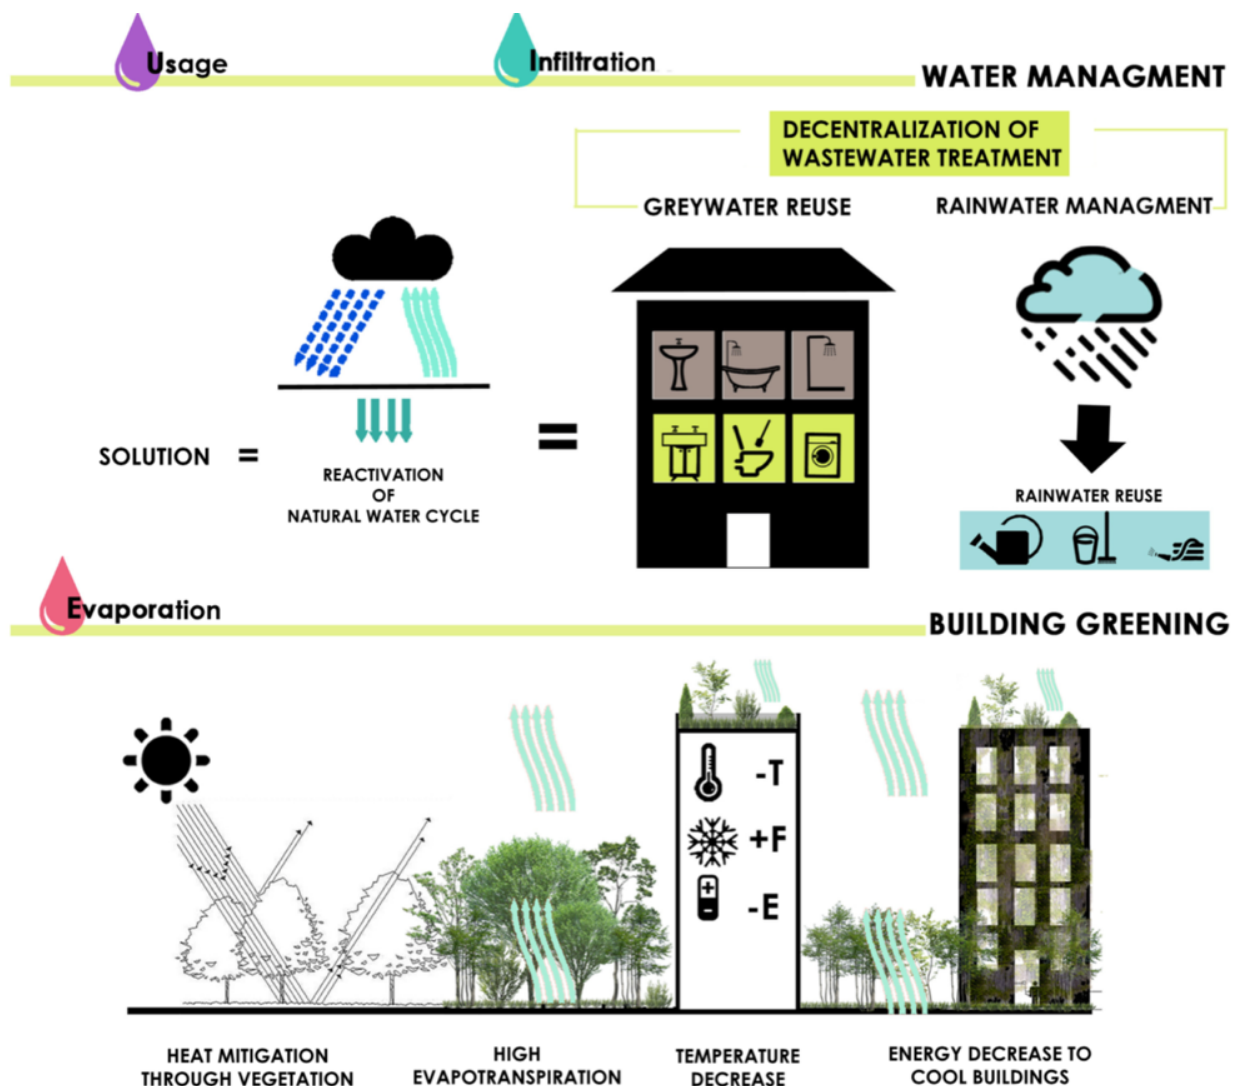 Usage
Infiltration
WATER MANAGMENT
DECENTRALIZATION OF
WASTEWATER TREATMENT
GREYWATER REUSE
RAINWATER MANAGMENT
SOLUTION =
REACTIVATION
OF
NATURAL WATER CYCLE
=
RAINWATER REUSE
Evaporation
BUILDING GREENING
-T
+F
-E
HEAT MITIGATION
THROUGH VEGETATION
HIGH
EVAPOTRANSPIRATION
TEMPERATURE
DECREASE
ENERGY DECREASE TO
COOL BUILDINGS